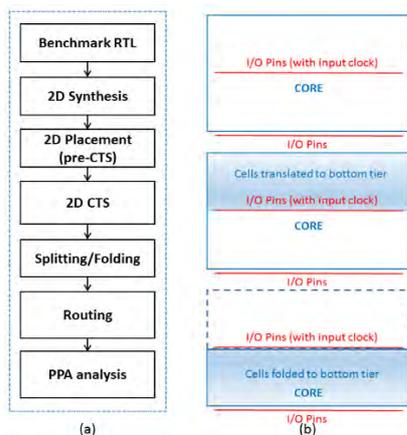 Benchmark RTL
2D Synthesis
2D Placement
(pre-CTS)
2D CTS
Splitting/Folding
Routing
PPA analysis
(a)
I/O Pins (with input clock)
CORE
I/O Pins
Cells translated to bottom tier
I/O Pins (with input clock)
CORE
I/O Pins
I/O Pins (with input clock)
Cells folded to bottom tier
CORE
I/O Pins
(b)